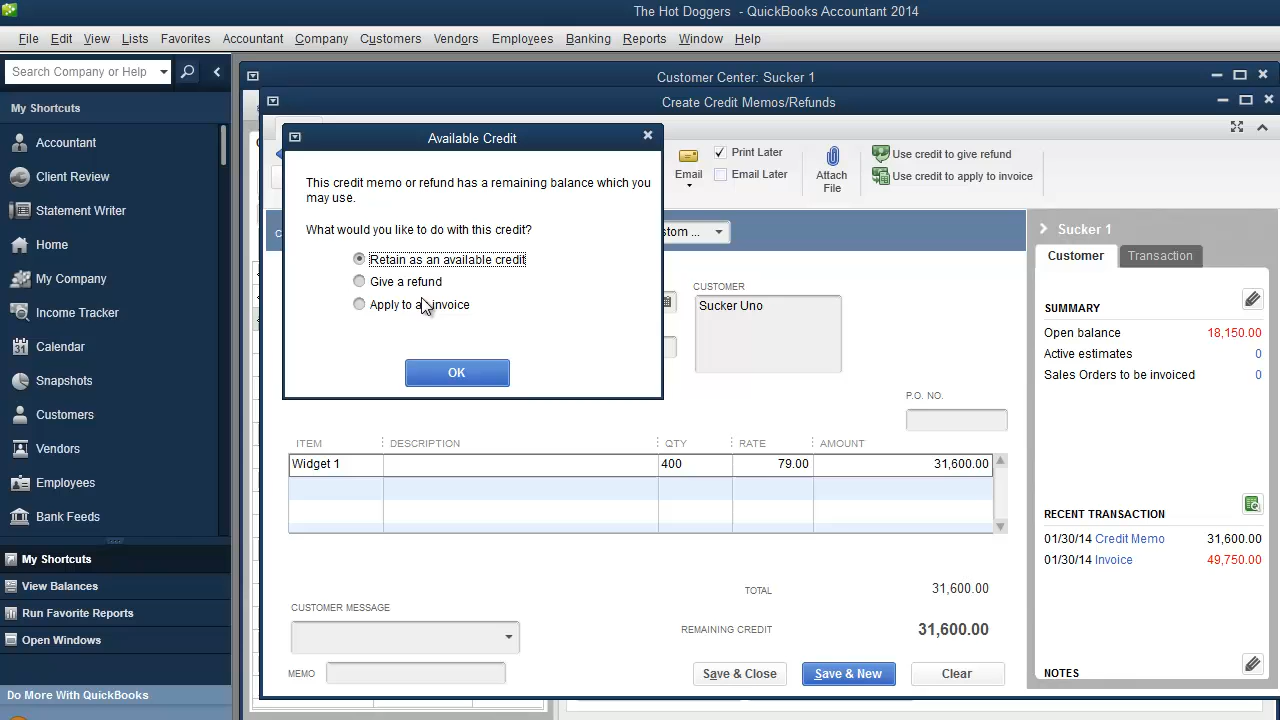 The Hot Doggers - QuickBooks Accountant 2014
File Edit View Lists Favorites Accountant Company Customers Vendors Employees Banking Reports Window Help
Search Company or Help
My Shortcuts
Accountant
Client Review
Statement Writer
Home
My Company
Income Tracker
Calendar
Snapshots
Customers
Vendors
Employees
Bank Feeds
My Shortcuts
View Balances
Run Favorite Reports
Open Windows
Do More With QuickBooks
Customer Center: Sucker 1
Create Credit Memos/Refunds
Available Credit
This credit memo or refund has a remaining balance which you
may use.
What would you like to do with this credit?
Retain as an available credit
Give a refund
Apply to an invoice
OK
Email
Print Later
Email Later
Attach
File
Use credit to give refund
Use credit to apply to invoice
CUSTOMER
Sucker Uno
P.O. NO.
ITEM DESCRIPTION QTY RATE AMOUNT
Widget 1 400 79.00 31,600.00
TOTAL 31,600.00
CUSTOMER MESSAGE
REMAINING CREDIT 31,600.00
MEMO
Save & Close Save & New Clear
Sucker 1
Customer Transaction
SUMMARY
Open balance 18,150.00
Active estimates 0
Sales Orders to be invoiced 0
RECENT TRANSACTION
01/30/14 Credit Memo 31,600.00
01/30/14 Invoice 49,750.00
NOTES